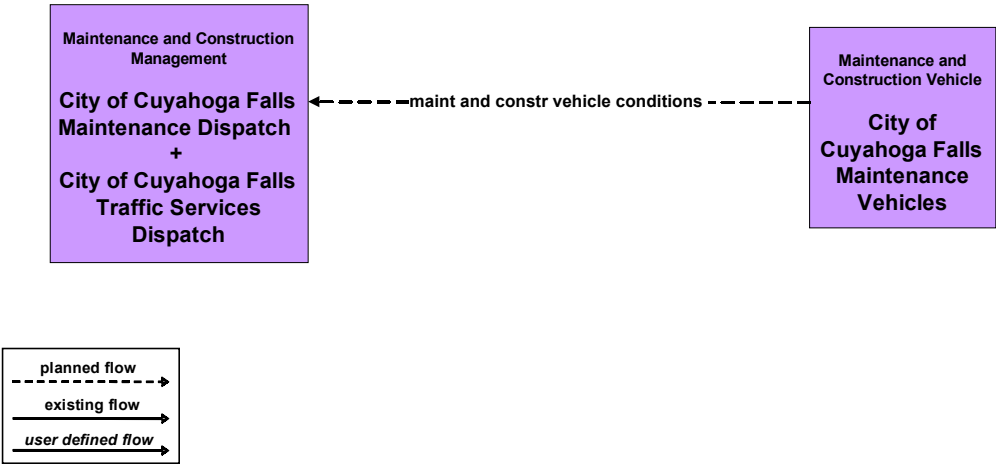 Maintenance and Construction
Management
City of Cuyahoga Falls
Maintenance Dispatch
+
City of Cuyahoga Falls
Traffic Services
Dispatch
maint and constr vehicle conditions
Maintenance and
Construction Vehicle
City of
Cuyahoga Falls
Maintenance
Vehicles
planned flow
existing flow
user defined flow